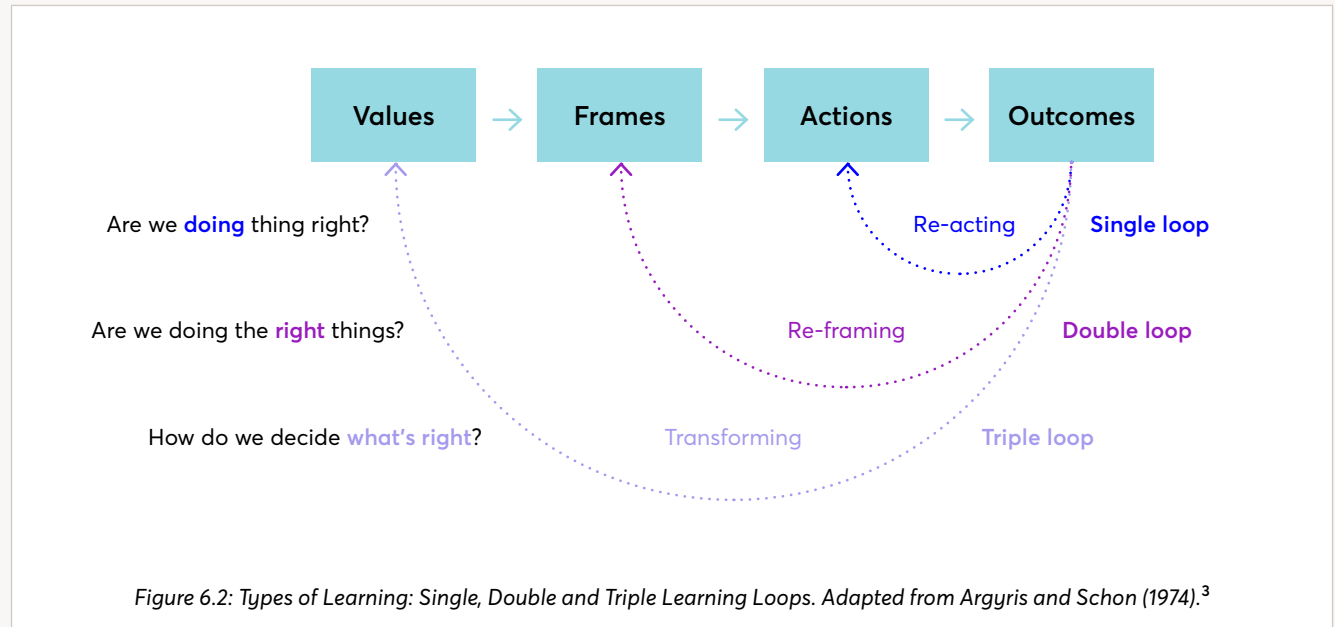 Values
Frames
Actions
Outcomes
Are we doing thing right?
Re-acting
Single loop
Are we doing the right things?
Re-framing
Double loop
How do we decide what's right?
Transforming
Triple loop
Figure 6.2: Types of Learning: Single, Double and Triple Learning Loops. Adapted from Argyris and Schon (1974).³